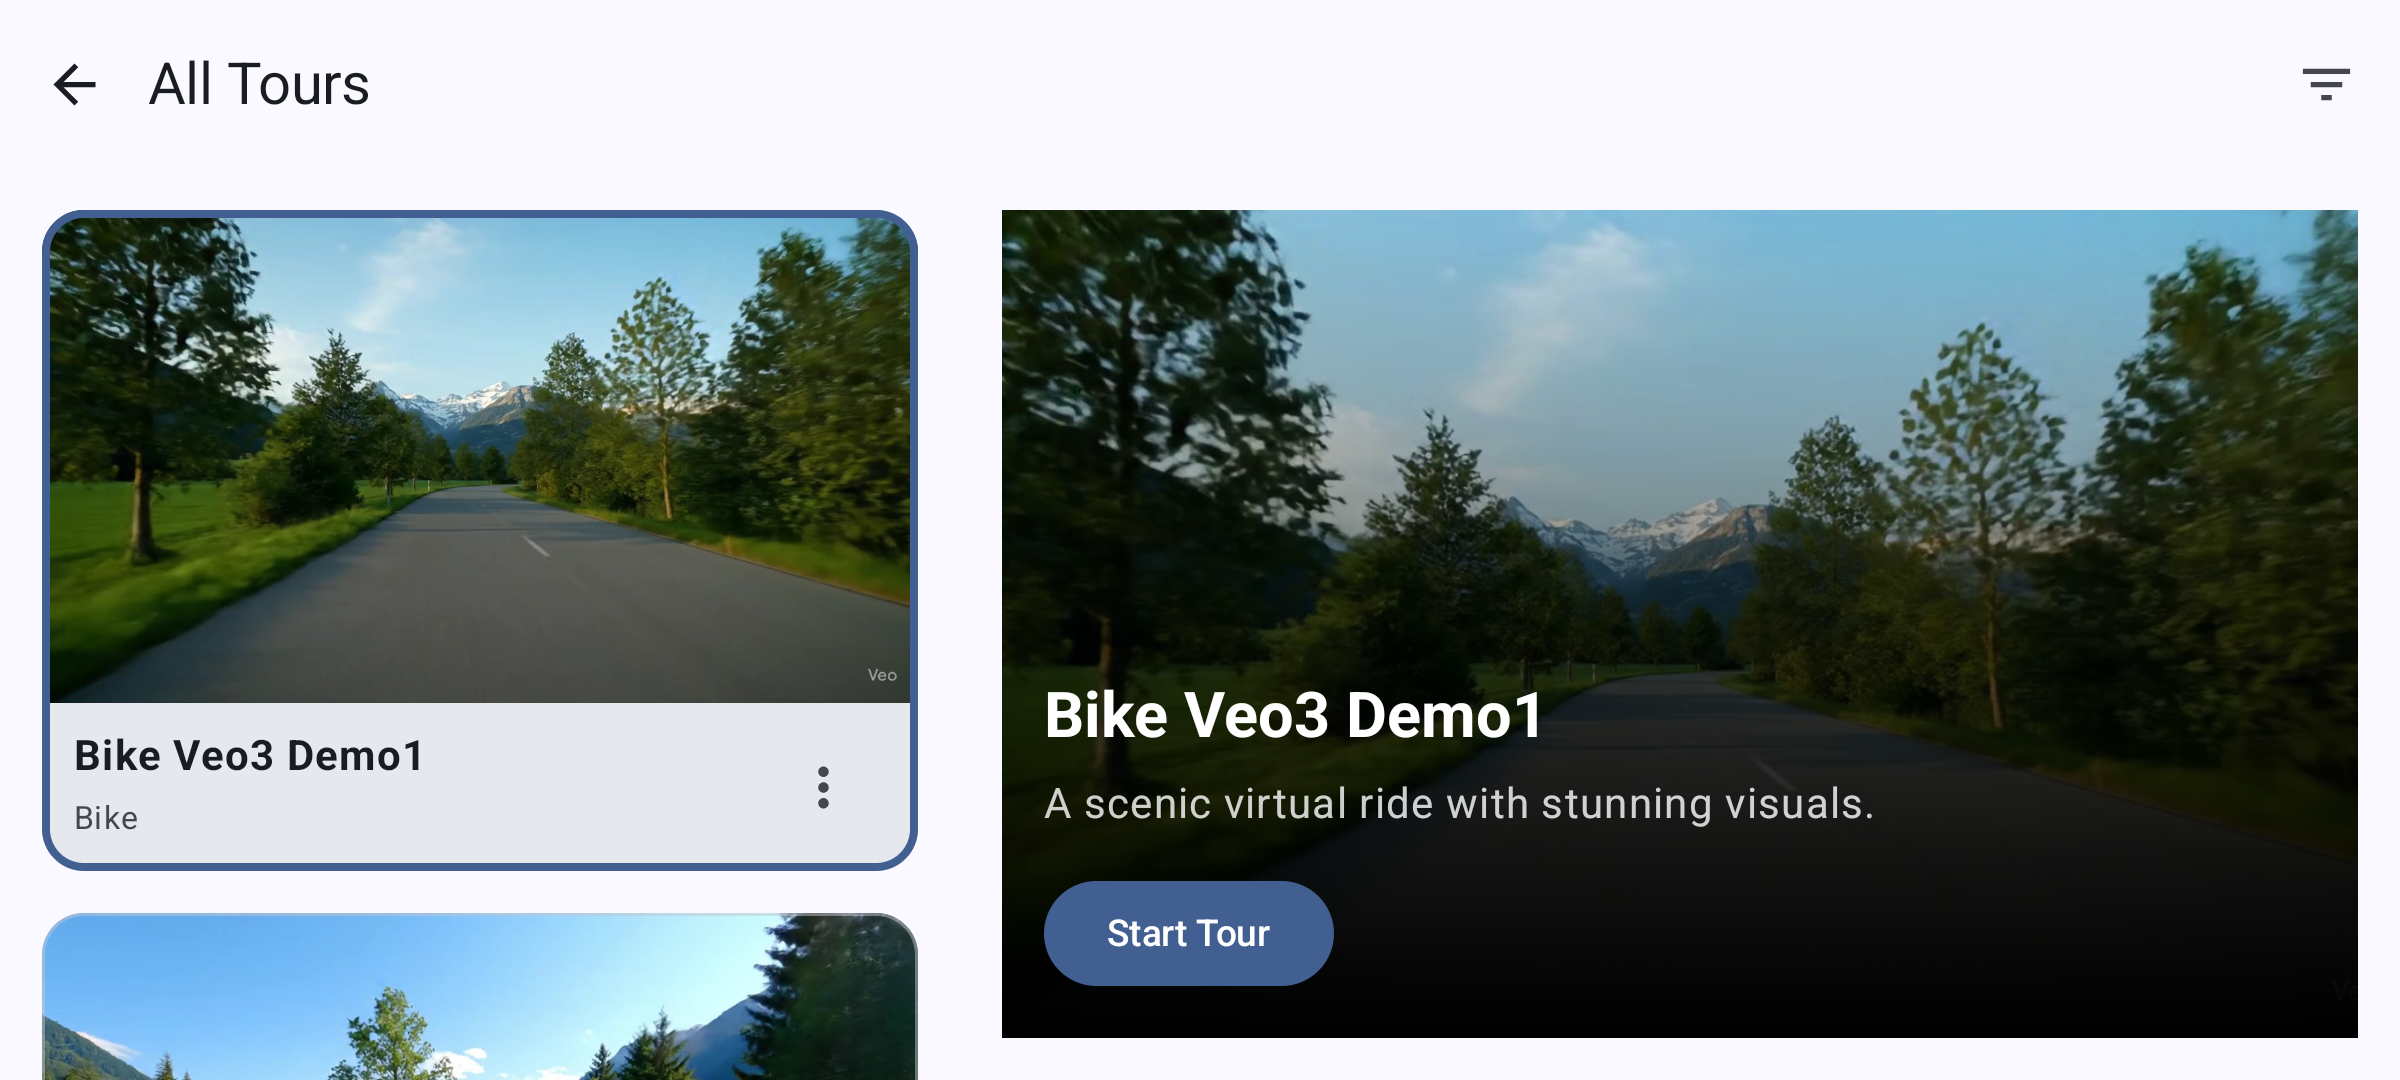 All Tours
Veo
Bike Veo3 Demo1
Bike
Bike Veo3 Demo1
A scenic virtual ride with stunning visuals.
Start Tour